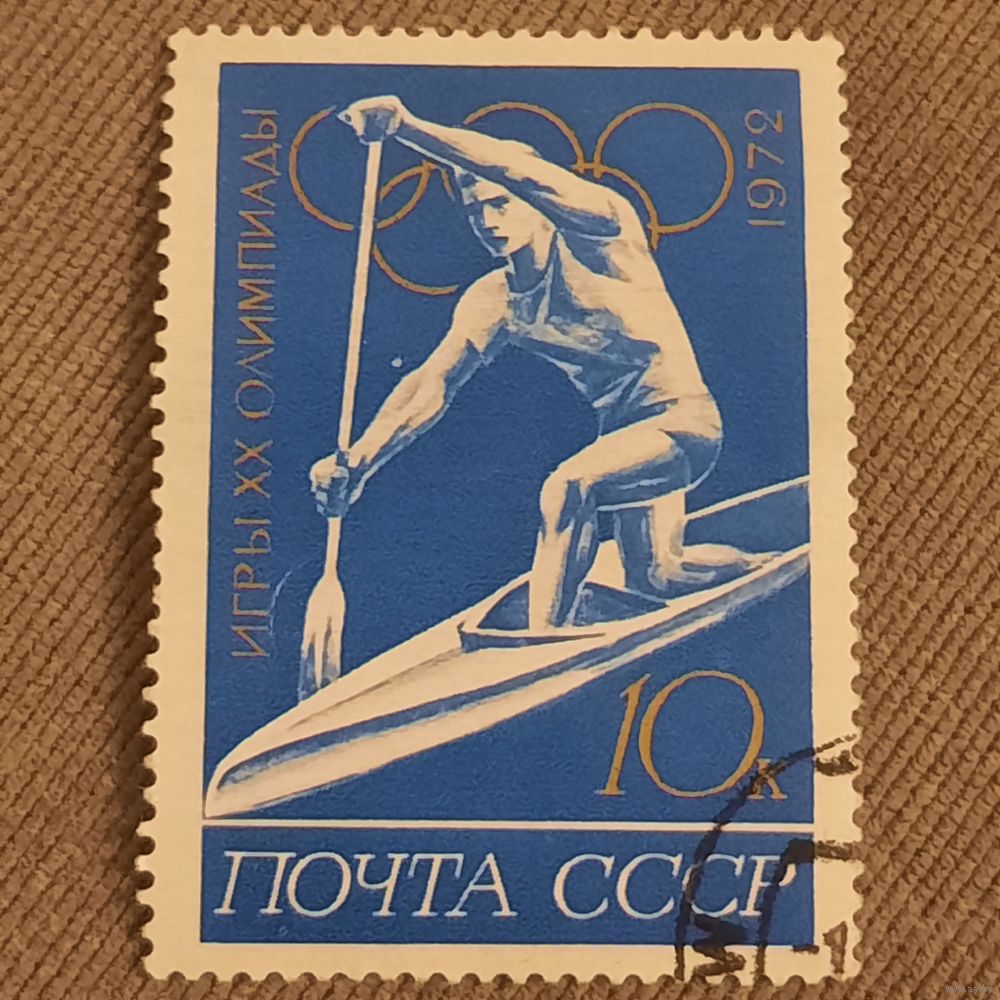 ИГРЫ XX ОЛИМПИАДЫ
1972
10к
ПОЧТА СССР